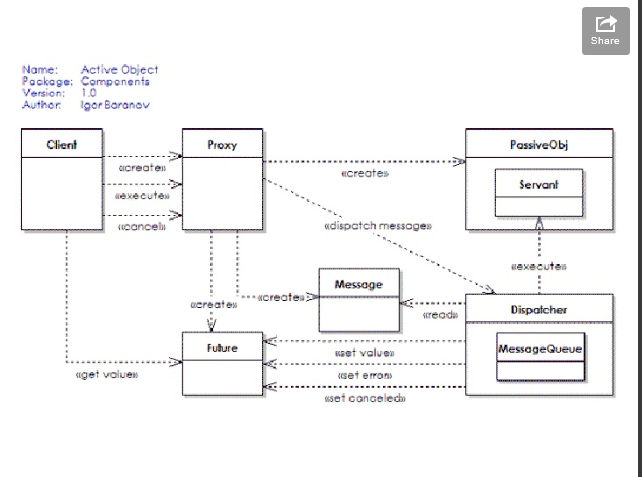 Share
Name: Active Object
Package: Components
Version: 1.0
Author: Igor Baranov
Client
Proxy
PassiveObj
«create»
«create»
Servant
«execute»
«cancel»
«dispatch message»
«execute»
Message
Dispatcher
«create»
«create»
«read»
Future
MessageQueue
«set value»
«get value»
«set error»
«set canceled»